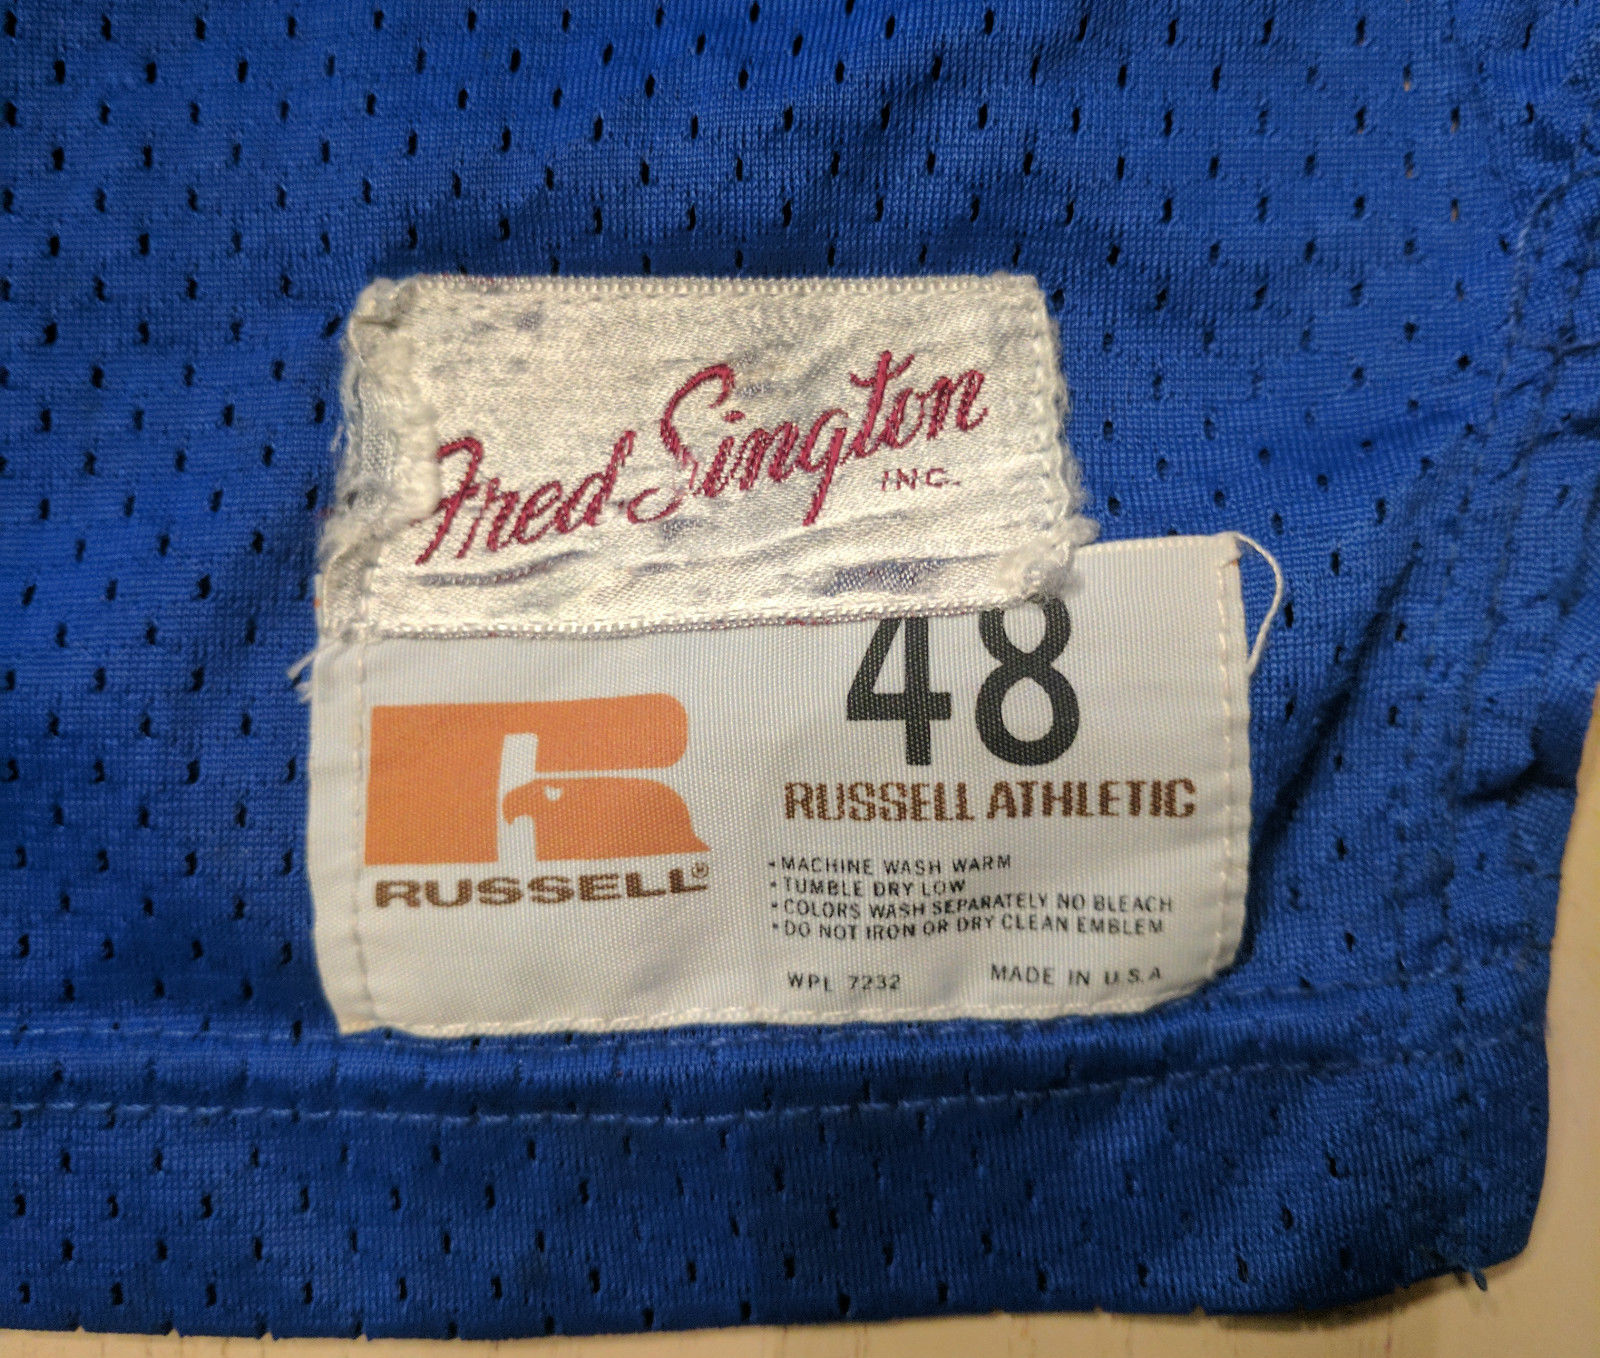 Fred Sington
INC.
48
RUSSELL ATHLETIC
RUSSELL®
• MACHINE WASH WARM
• TUMBLE DRY LOW
• COLORS WASH SEPARATELY NO BLEACH
• DO NOT IRON OR DRY CLEAN EMBLEM
WPL 7232 MADE IN U.S.A